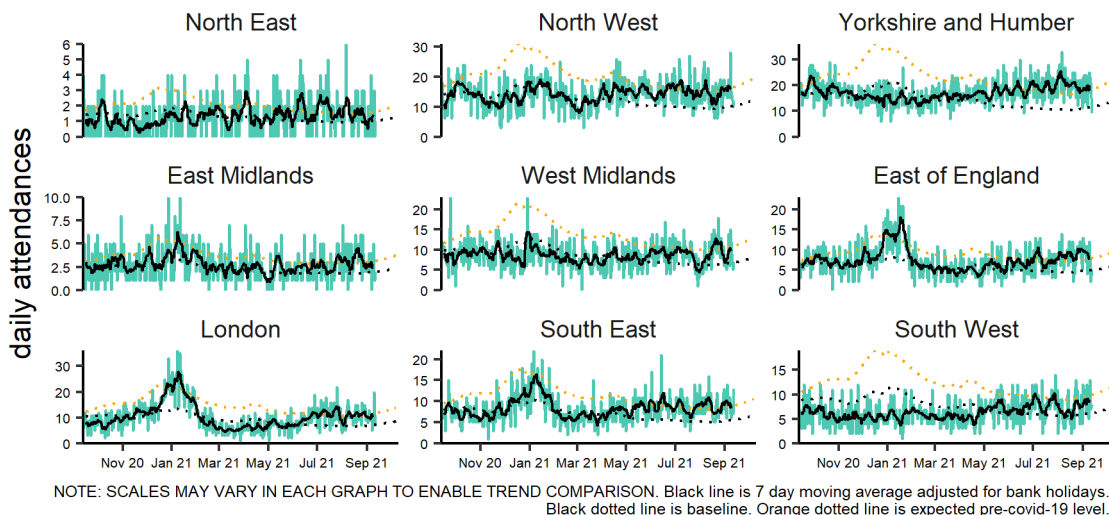 North East
North West
Yorkshire and Humber
6
5
4
3
2
1
0
30
20
10
0
30
20
10
0
East Midlands
West Midlands
East of England
10.0
7.5
5.0
2.5
0.0
20
15
10
5
0
20
15
10
5
0
London
South East
South West
30
20
10
0
20
15
10
5
0
15
10
5
0
daily attendances
Nov 20 Jan 21 Mar 21 May 21 Jul 21 Sep 21
Nov 20 Jan 21 Mar 21 May 21 Jul 21 Sep 21
Nov 20 Jan 21 Mar 21 May 21 Jul 21 Sep 21
NOTE: SCALES MAY VARY IN EACH GRAPH TO ENABLE TREND COMPARISON. Black line is 7 day moving average adjusted for bank holidays.
Black dotted line is baseline. Orange dotted line is expected pre-covid-19 level.